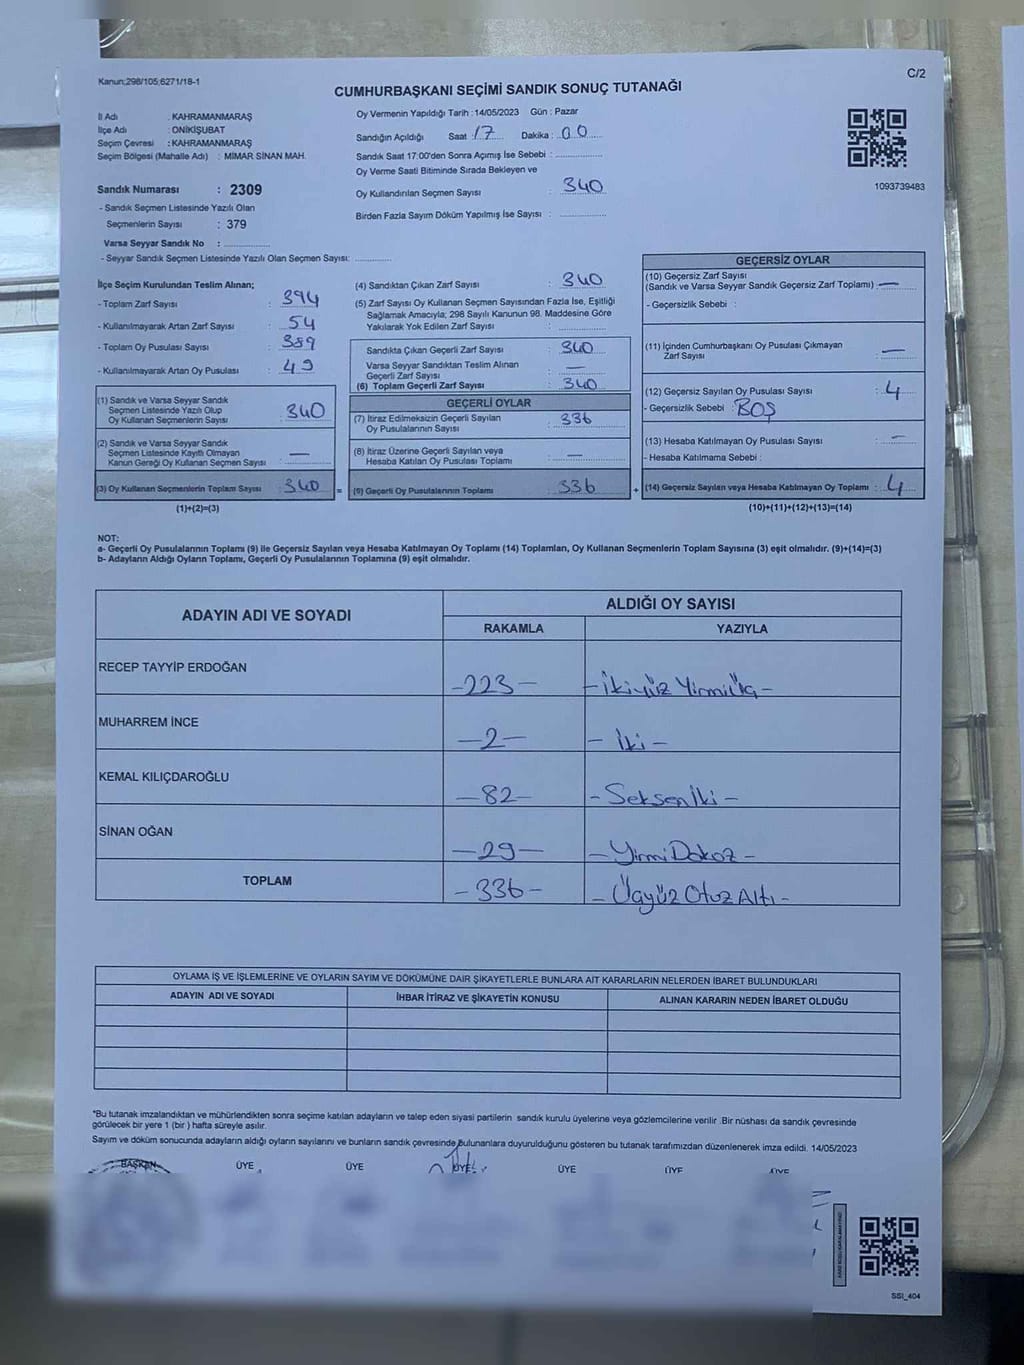 Kanun:298/105;6271/18-1
C/2
CUMHURBAŞKANI SEÇİMİ SANDIK SONUÇ TUTANAĞI
İl Adı : KAHRAMANMARAŞ
İlçe Adı : ONİKİŞUBAT
Seçim Çevresi : KAHRAMANMARAŞ
Seçim Bölgesi (Mahalle Adı) : MİMAR SİNAN MAH.
Sandık Numarası : 2309
- Sandık Seçmen Listesinde Yazılı Olan
Seçmenlerin Sayısı : 379
Varsa Seyyar Sandık No :
- Seyyar Sandık Seçmen Listesinde Yazılı Olan Seçmen Sayısı:
Oy Vermenin Yapıldığı Tarih : 14/05/2023 Gün : Pazar
Sandığın Açıldığı Saat : 17 Dakika : 00
Sandık Saat 17:00'den Sonra Açımış İse Sebebi :
Oy Verme Saati Bitiminde Sırada Bekleyen ve
Oy Kullandırılan Seçmen Sayısı : 340
Birden Fazla Sayım Döküm Yapılmış İse Sayısı :
1093739483
İlçe Seçim Kurulundan Teslim Alınan;
- Toplam Zarf Sayısı : 394
- Kullanılmayarak Artan Zarf Sayısı : 54
- Toplam Oy Pusulası Sayısı : 389
- Kullanılmayarak Artan Oy Pusulası : 49
(1) Sandık ve Varsa Seyyar Sandık
Seçmen Listesinde Yazılı Olup
Oy Kullanan Seçmenlerin Sayısı : 340
(2) Sandık ve Varsa Seyyar Sandık
Seçmen Listesinde Kayıtlı Olmayan
Kanun Gereği Oy Kullanan Seçmen Sayısı : —
(3) Oy Kullanan Seçmenlerin Toplam Sayısı : 340
(1)+(2)=(3)
=
(4) Sandıktan Çıkan Zarf Sayısı : 340
(5) Zarf Sayısı Oy Kullanan Seçmen Sayısından Fazla İse, Eşitliği
Sağlamak Amacıyla; 298 Sayılı Kanunun 98. Maddesine Göre
Yakılarak Yok Edilen Zarf Sayısı :
Sandıkta Çıkan Geçerli Zarf Sayısı : 340
Varsa Seyyar Sandıktan Teslim Alınan
Geçerli Zarf Sayısı : —
(6) Toplam Geçerli Zarf Sayısı : 340
GEÇERLİ OYLAR
(7) İtiraz Edilmeksizin Geçerli Sayılan
Oy Pusulalarının Sayısı : 336
(8) İtiraz Üzerine Geçerli Sayılan veya
Hesaba Katılan Oy Pusulası Toplamı : —
(9) Geçerli Oy Pusulalarının Toplamı : 336
+
GEÇERSİZ OYLAR
(10) Geçersiz Zarf Sayısı
(Sandık ve Varsa Seyyar Sandık Geçersiz Zarf Toplamı) : —
- Geçersizlik Sebebi :
(11) İçinden Cumhurbaşkanı Oy Pusulası Çıkmayan
Zarf Sayısı : —
(12) Geçersiz Sayılan Oy Pusulası Sayısı : 4
- Geçersizlik Sebebi : BOŞ
(13) Hesaba Katılmayan Oy Pusulası Sayısı : —
- Hesaba Katılmama Sebebi :
(14) Geçersiz Sayılan veya Hesaba Katılmayan Oy Toplamı : 4
(10)+(11)+(12)+(13)=(14)
NOT:
a- Geçerli Oy Pusulalarının Toplamı (9) ile Geçersiz Sayılan veya Hesaba Katılmayan Oy Toplamı (14) Toplamları, Oy Kullanan Seçmenlerin Toplam Sayısına (3) eşit olmalıdır. (9)+(14)=(3)
b- Adayların Aldığı Oyların Toplamı, Geçerli Oy Pusulalarının Toplamına (9) eşit olmalıdır.
ADAYIN ADI VE SOYADI ALDIĞI OY SAYISI
RAKAMLA YAZIYLA
RECEP TAYYİP ERDOĞAN -223- -İkiyüz Yirmi Üç-
MUHARREM İNCE -2- -İki-
KEMAL KILIÇDAROĞLU -82- -Seksen İki-
SİNAN OĞAN -29- -Yirmi Dokuz-
TOPLAM -336- -Üçyüz Otuz Altı-
OYLAMA İŞ VE İŞLEMLERİNE VE OYLARIN SAYIM VE DÖKÜMÜNE DAİR ŞİKAYETLERLE BUNLARA AİT KARARLARIN NELERDEN İBARET BULUNDUKLARI
ADAYIN ADI VE SOYADI İHBAR İTİRAZ VE ŞİKAYETİN KONUSU ALINAN KARARIN NEDEN İBARET OLDUĞU
*Bu tutanak imzalandıktan ve mühürlendikten sonra seçime katılan adayların ve talep eden siyasi partilerin sandık kurulu üyelerine veya gözlemcilerine verilir .Bir nüshası da sandık çevresinde
görülecek bir yere 1 (bir ) hafta süreyle asılır.
Sayım ve döküm sonucunda adayların aldığı oyların sayılarını ve bunların sandık çevresinde bulunanlara duyurulduğunu gösteren bu tutanak tarafımızdan düzenlenerek imza edildi. 14/05/2023
BAŞKAN ÜYE ÜYE ÜYE ÜYE ÜYE ÜYE
SSI_404